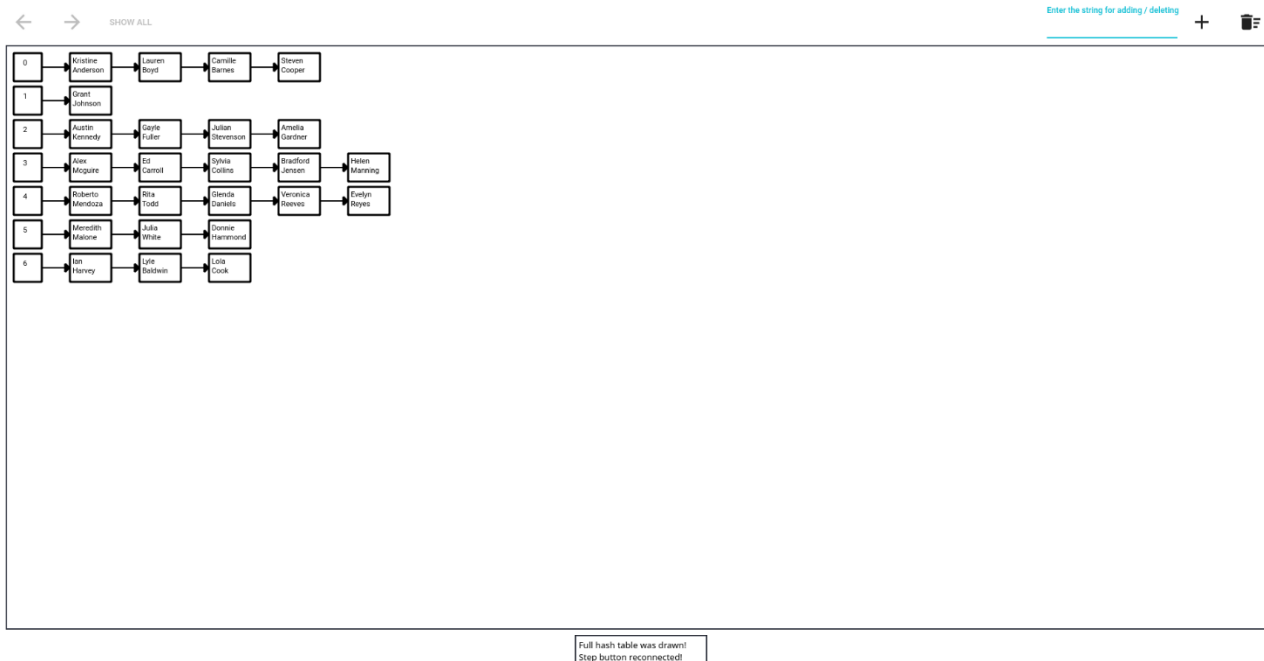 SHOW ALL
Enter the string for adding / deleting
0
Kristine
Anderson
Lauren
Boyd
Camille
Barnes
Steven
Cooper
1
Grant
Johnson
2
Austin
Kennedy
Gayle
Fuller
Julian
Stevenson
Amelia
Gardner
3
Alex
Mcguire
Ed
Carroll
Sylvia
Collins
Bradford
Jensen
Helen
Manning
4
Roberto
Mendoza
Rita
Todd
Glenda
Daniels
Veronica
Reeves
Evelyn
Reyes
5
Meredith
Malone
Julia
White
Donnie
Hammond
6
Ian
Harvey
Lyle
Baldwin
Lola
Cook
Full hash table was drawn!
Step button reconnected!